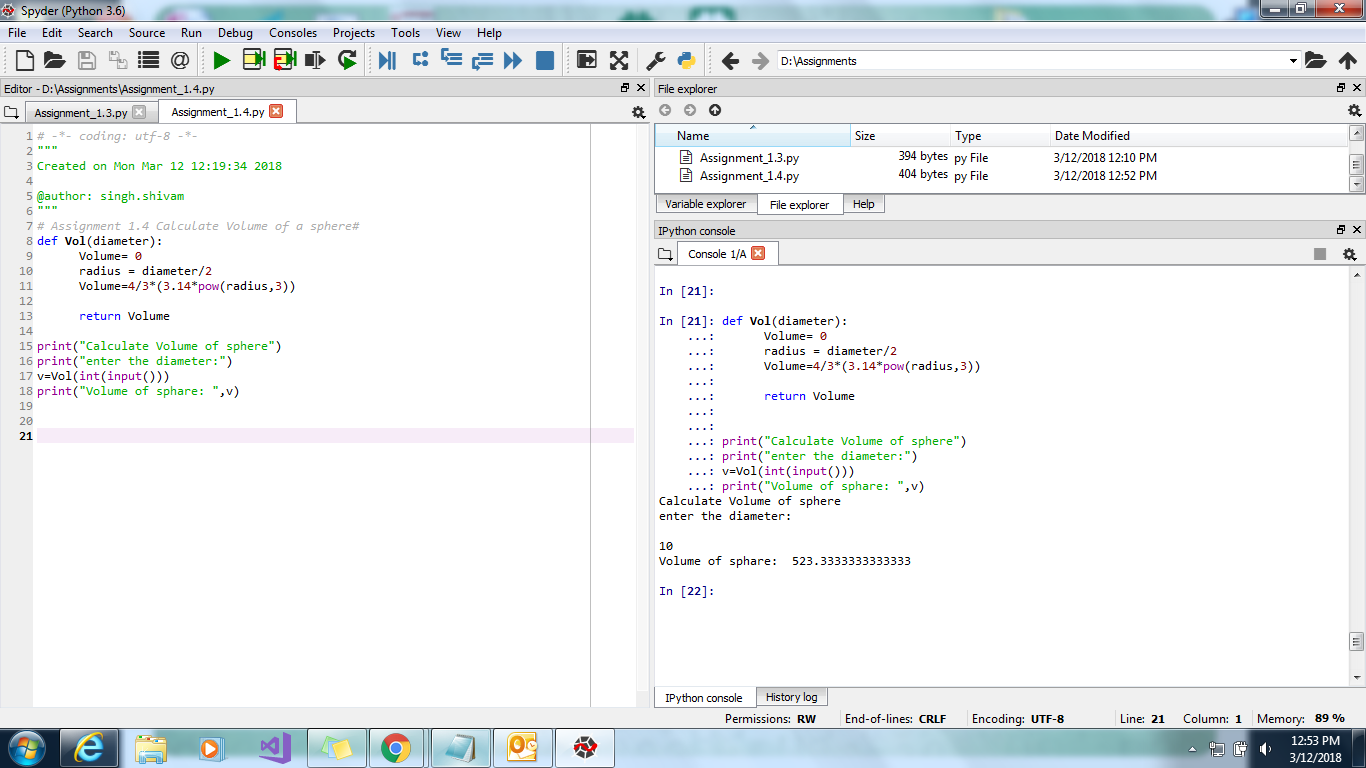 Spyder (Python 3.6)
File Edit Search Source Run Debug Consoles Projects Tools View Help
D:\Assignments
Editor - D:\Assignments\Assignment_1.4.py
Assignment_1.3.py Assignment_1.4.py
1 # -*- coding: utf-8 -*-
2 """
3 Created on Mon Mar 12 12:19:34 2018
4
5 @author: singh.shivam
6 """
7 # Assignment 1.4 Calculate Volume of a sphere#
8 def Vol(diameter):
9 Volume= 0
10 radius = diameter/2
11 Volume=4/3*(3.14*pow(radius,3))
12
13 return Volume
14
15 print("Calculate Volume of sphere")
16 print("enter the diameter:")
17 v=Vol(int(input()))
18 print("Volume of sphare: ",v)
19
20
21
File explorer
Name Size Type Date Modified
Assignment_1.3.py 394 bytes py File 3/12/2018 12:10 PM
Assignment_1.4.py 404 bytes py File 3/12/2018 12:52 PM
Variable explorer File explorer Help
IPython console
Console 1/A
In [21]:
In [21]: def Vol(diameter):
...: Volume= 0
...: radius = diameter/2
...: Volume=4/3*(3.14*pow(radius,3))
...:
...: return Volume
...:
...:
...: print("Calculate Volume of sphere")
...: print("enter the diameter:")
...: v=Vol(int(input()))
...: print("Volume of sphare: ",v)
Calculate Volume of sphere
enter the diameter:
10
Volume of sphare:  523.3333333333333
In [22]:
IPython console History log
Permissions: RW End-of-lines: CRLF Encoding: UTF-8 Line: 21 Column: 1 Memory: 89 %
12:53 PM
3/12/2018